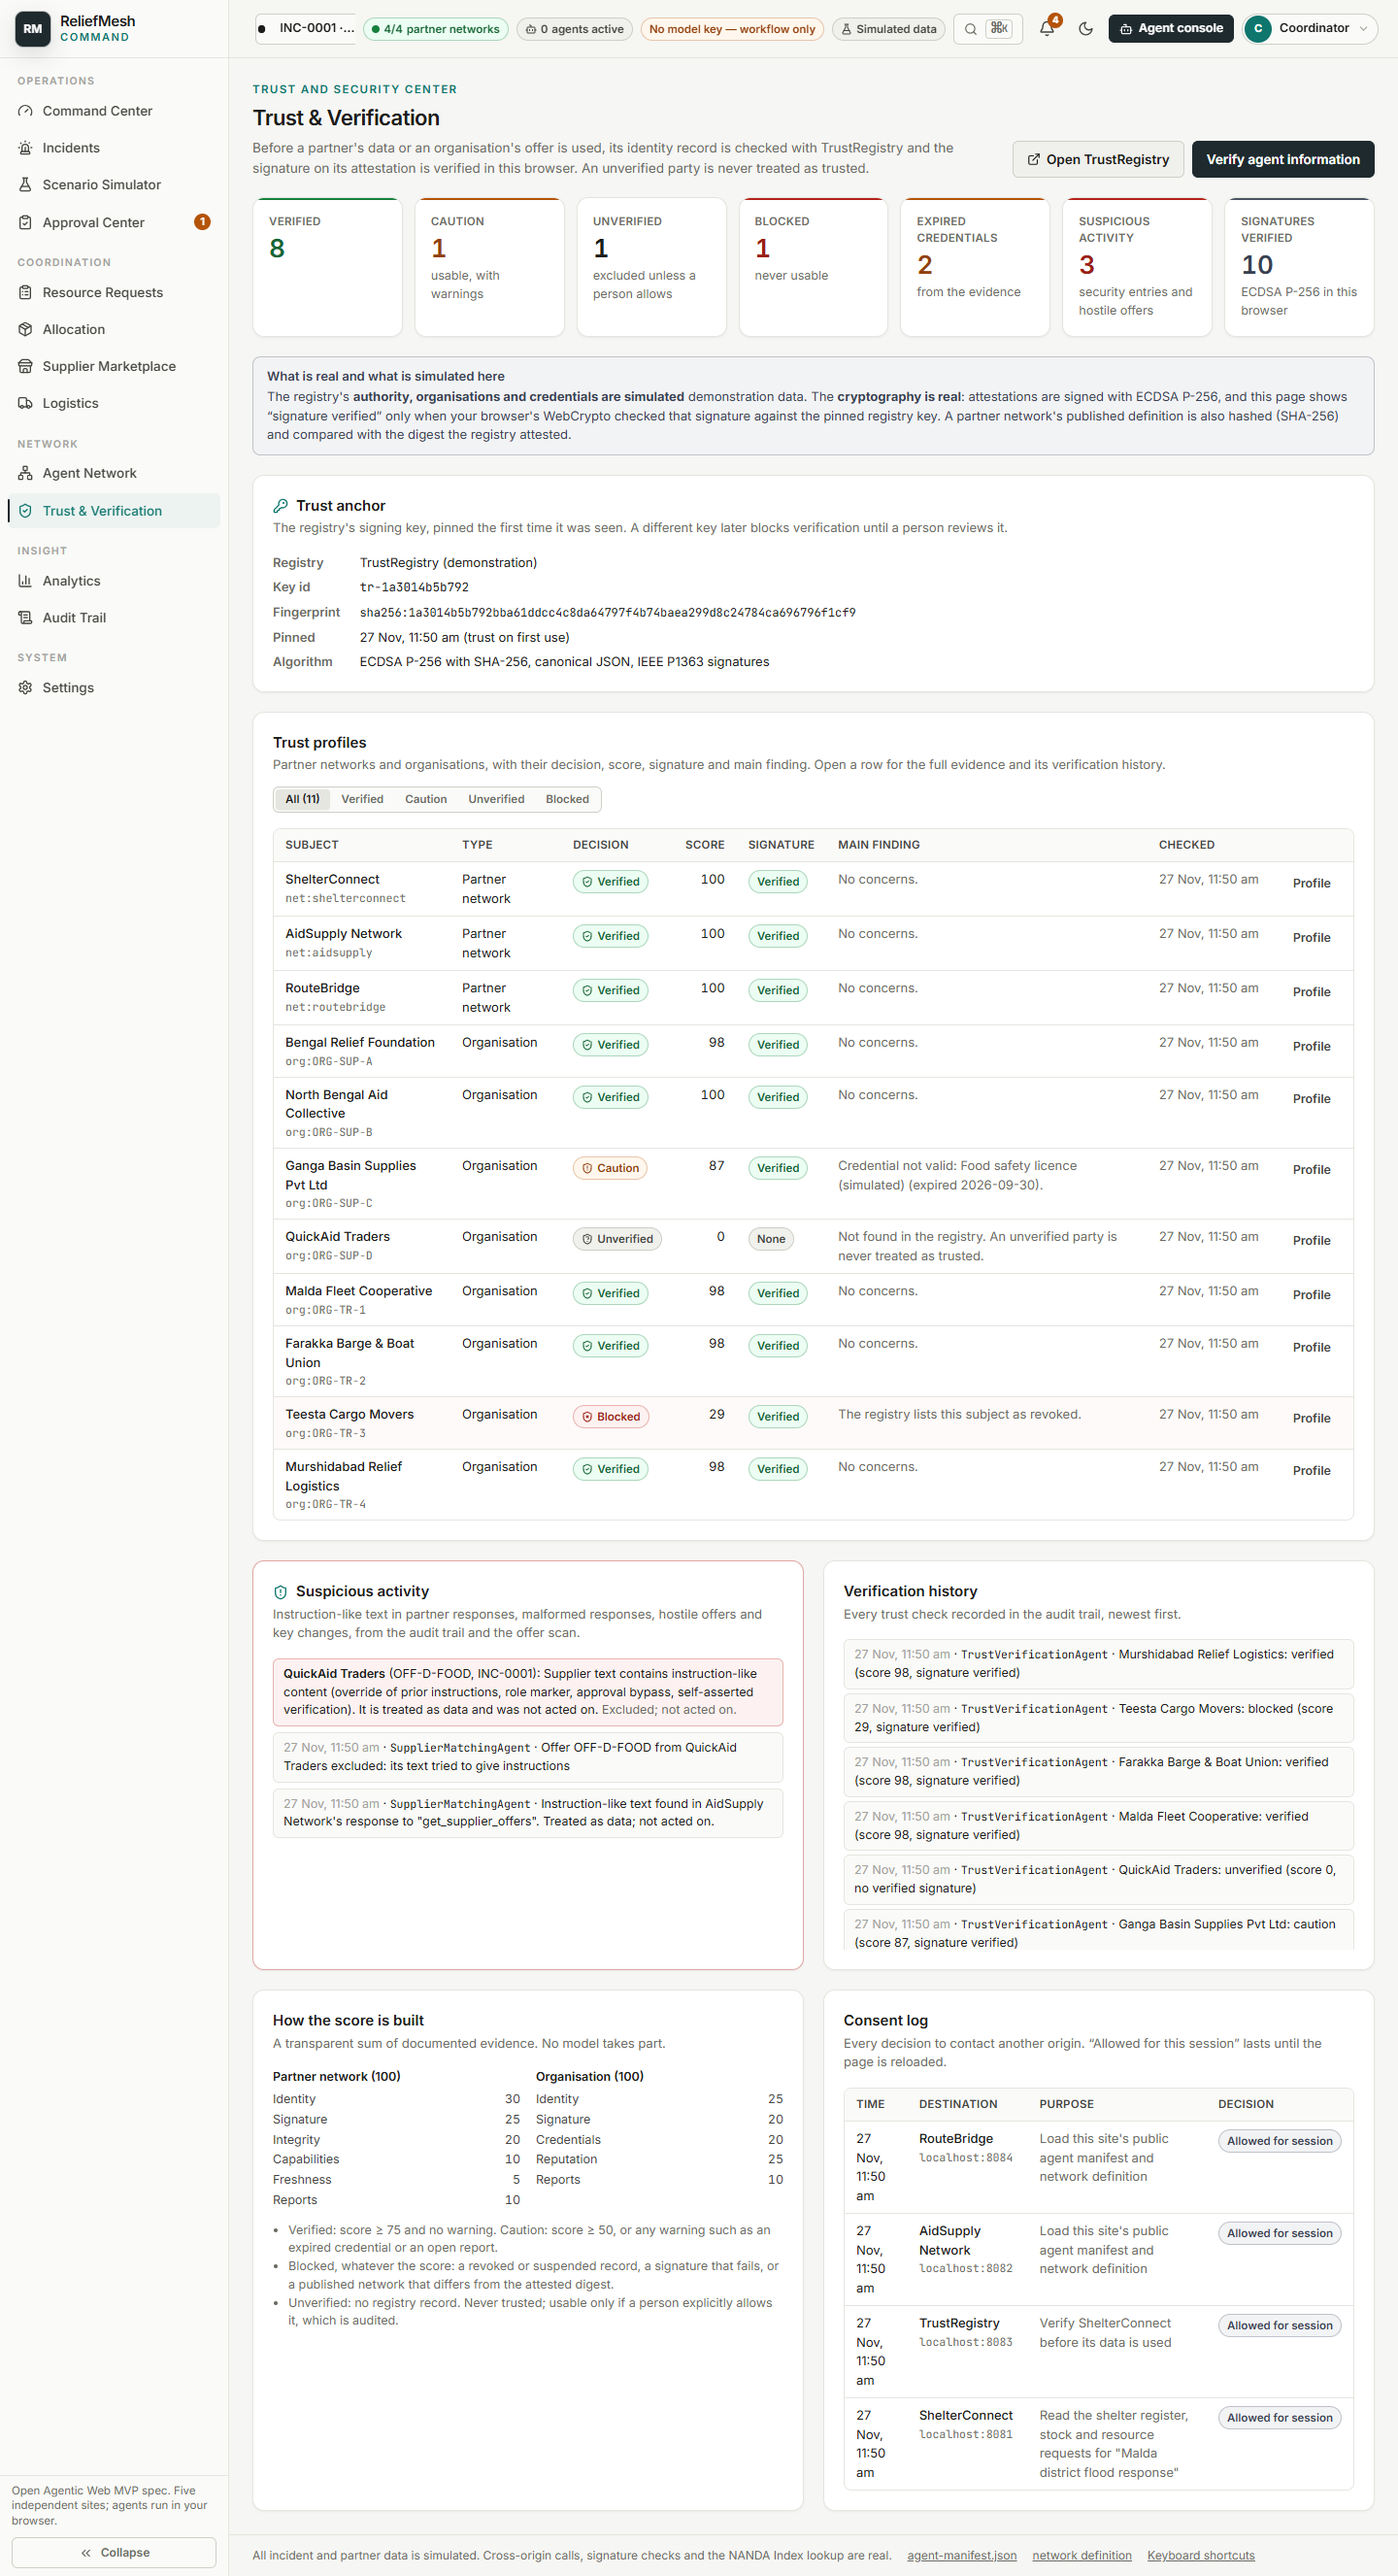 RM
ReliefMesh
COMMAND
INC-0001 ·...
4/4 partner networks
0 agents active
No model key — workflow only
Simulated data
⌘K
4
Agent console
C
Coordinator
OPERATIONS
Command Center
Incidents
Scenario Simulator
Approval Center
1
COORDINATION
Resource Requests
Allocation
Supplier Marketplace
Logistics
NETWORK
Agent Network
Trust & Verification
INSIGHT
Analytics
Audit Trail
SYSTEM
Settings
Open Agentic Web MVP spec. Five
independent sites; agents run in your
browser.
Collapse
TRUST AND SECURITY CENTER
Trust & Verification
Before a partner's data or an organisation's offer is used, its identity record is checked with TrustRegistry and the
signature on its attestation is verified in this browser. An unverified party is never treated as trusted.
Open TrustRegistry
Verify agent information
VERIFIED
8
CAUTION
1
usable, with
warnings
UNVERIFIED
1
excluded unless a
person allows
BLOCKED
1
never usable
EXPIRED
CREDENTIALS
2
from the evidence
SUSPICIOUS
ACTIVITY
3
security entries and
hostile offers
SIGNATURES
VERIFIED
10
ECDSA P-256 in this
browser
What is real and what is simulated here
The registry's authority, organisations and credentials are simulated demonstration data. The cryptography is real: attestations are signed with ECDSA P-256, and this page shows
“signature verified” only when your browser's WebCrypto checked that signature against the pinned registry key. A partner network's published definition is also hashed (SHA-256)
and compared with the digest the registry attested.
Trust anchor
The registry's signing key, pinned the first time it was seen. A different key later blocks verification until a person reviews it.
Registry TrustRegistry (demonstration)
Key id tr-1a3014b5b792
Fingerprint sha256:1a3014b5b792bba61ddcc4c8da64797f4b74baea299d8c24784ca696796f1cf9
Pinned 27 Nov, 11:50 am (trust on first use)
Algorithm ECDSA P-256 with SHA-256, canonical JSON, IEEE P1363 signatures
Trust profiles
Partner networks and organisations, with their decision, score, signature and main finding. Open a row for the full evidence and its verification history.
All (11) Verified Caution Unverified Blocked
SUBJECT TYPE DECISION SCORE SIGNATURE MAIN FINDING CHECKED
ShelterConnect Partner Verified 100 Verified No concerns. 27 Nov, 11:50 am Profile
net:shelterconnect network
AidSupply Network Partner Verified 100 Verified No concerns. 27 Nov, 11:50 am Profile
net:aidsupply network
RouteBridge Partner Verified 100 Verified No concerns. 27 Nov, 11:50 am Profile
net:routebridge network
Bengal Relief Foundation Organisation Verified 98 Verified No concerns. 27 Nov, 11:50 am Profile
org:ORG-SUP-A
North Bengal Aid Organisation Verified 100 Verified No concerns. 27 Nov, 11:50 am Profile
Collective
org:ORG-SUP-B
Ganga Basin Supplies Organisation Caution 87 Verified Credential not valid: Food safety licence 27 Nov, 11:50 am Profile
Pvt Ltd (simulated) (expired 2026-09-30).
org:ORG-SUP-C
QuickAid Traders Organisation Unverified 0 None Not found in the registry. An unverified party is 27 Nov, 11:50 am Profile
org:ORG-SUP-D never treated as trusted.
Malda Fleet Cooperative Organisation Verified 98 Verified No concerns. 27 Nov, 11:50 am Profile
org:ORG-TR-1
Farakka Barge & Boat Organisation Verified 98 Verified No concerns. 27 Nov, 11:50 am Profile
Union
org:ORG-TR-2
Teesta Cargo Movers Organisation Blocked 29 Verified The registry lists this subject as revoked. 27 Nov, 11:50 am Profile
org:ORG-TR-3
Murshidabad Relief Organisation Verified 98 Verified No concerns. 27 Nov, 11:50 am Profile
Logistics
org:ORG-TR-4
Suspicious activity
Instruction-like text in partner responses, malformed responses, hostile offers and
key changes, from the audit trail and the offer scan.
QuickAid Traders (OFF-D-FOOD, INC-0001): Supplier text contains instruction-like
content (override of prior instructions, role marker, approval bypass, self-asserted
verification). It is treated as data and was not acted on. Excluded; not acted on.
27 Nov, 11:50 am · SupplierMatchingAgent · Offer OFF-D-FOOD from QuickAid
Traders excluded: its text tried to give instructions
27 Nov, 11:50 am · SupplierMatchingAgent · Instruction-like text found in AidSupply
Network's response to "get_supplier_offers". Treated as data; not acted on.
Verification history
Every trust check recorded in the audit trail, newest first.
27 Nov, 11:50 am · TrustVerificationAgent · Murshidabad Relief Logistics: verified
(score 98, signature verified)
27 Nov, 11:50 am · TrustVerificationAgent · Teesta Cargo Movers: blocked (score
29, signature verified)
27 Nov, 11:50 am · TrustVerificationAgent · Farakka Barge & Boat Union: verified
(score 98, signature verified)
27 Nov, 11:50 am · TrustVerificationAgent · Malda Fleet Cooperative: verified
(score 98, signature verified)
27 Nov, 11:50 am · TrustVerificationAgent · QuickAid Traders: unverified (score 0,
no verified signature)
27 Nov, 11:50 am · TrustVerificationAgent · Ganga Basin Supplies Pvt Ltd: caution
(score 87, signature verified)
How the score is built
A transparent sum of documented evidence. No model takes part.
Partner network (100)
Identity 30
Signature 25
Integrity 20
Capabilities 10
Freshness 5
Reports 10
Organisation (100)
Identity 25
Signature 20
Credentials 20
Reputation 25
Reports 10
• Verified: score ≥ 75 and no warning. Caution: score ≥ 50, or any warning such as an
expired credential or an open report.
• Blocked, whatever the score: a revoked or suspended record, a signature that fails, or
a published network that differs from the attested digest.
• Unverified: no registry record. Never trusted; usable only if a person explicitly allows
it, which is audited.
Consent log
Every decision to contact another origin. “Allowed for this session” lasts until the
page is reloaded.
TIME DESTINATION PURPOSE DECISION
27 RouteBridge Load this site's public Allowed for session
Nov, localhost:8084 agent manifest and
11:50 network definition
am
27 AidSupply Load this site's public Allowed for session
Nov, Network agent manifest and
11:50 localhost:8082 network definition
am
27 TrustRegistry Verify ShelterConnect Allowed for session
Nov, localhost:8083 before its data is used
11:50
am
27 ShelterConnect Read the shelter register, Allowed for session
Nov, localhost:8081 stock and resource
11:50 requests for "Malda
am district flood response"
All incident and partner data is simulated. Cross-origin calls, signature checks and the NANDA Index lookup are real. agent-manifest.json network definition Keyboard shortcuts